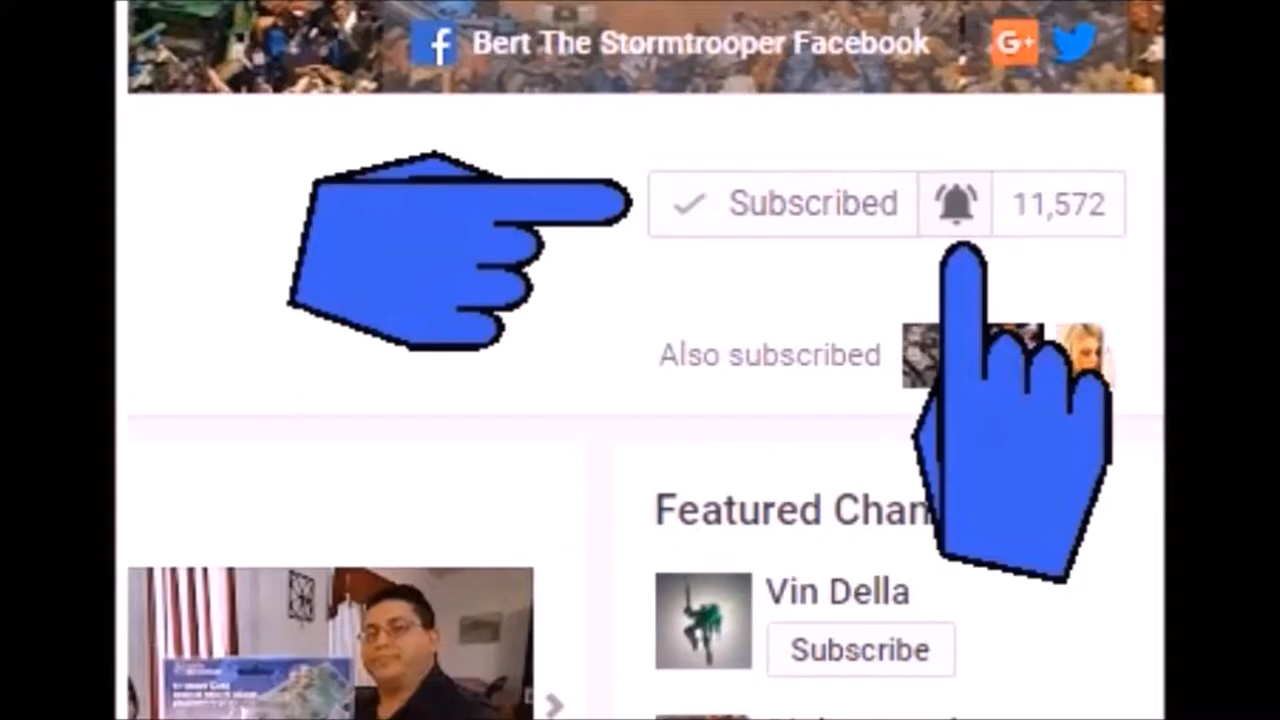 f Bert The Stormtrooper Facebook G+
Subscribed 11,572
Also subscribed
Featured Chan
Vin Della
Subscribe